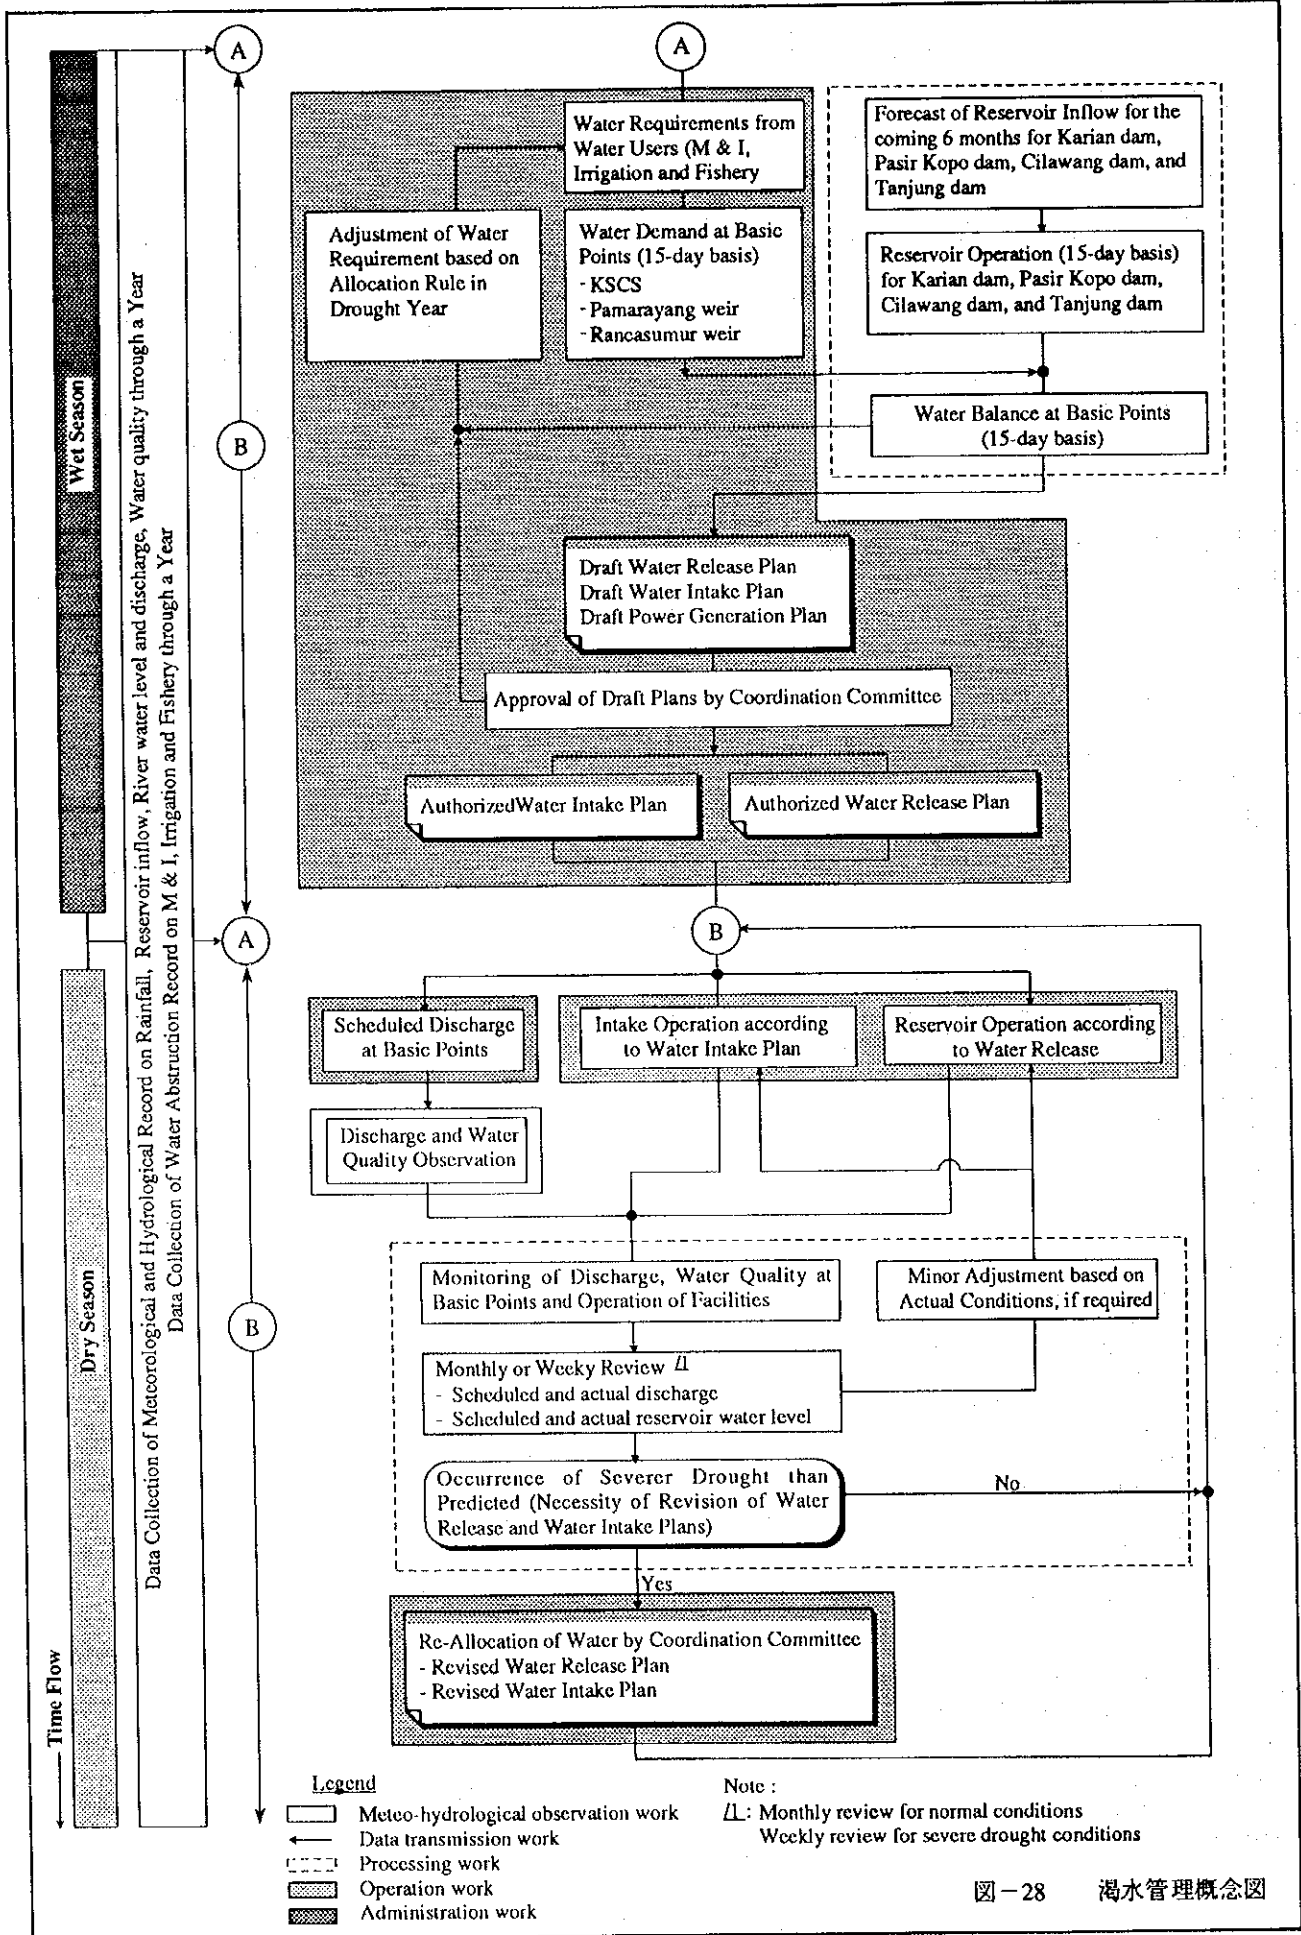 A
A
Wet Season
Data Collection of Meteorological and Hydrological Record on Rainfall, Reservoir inflow, River water level and discharge, Water quality through a Year
Data Collection of Water Abstruction Record on M & I, Irrigation and Fishery through a Year
B
Water Requirements from
Water Users (M & I,
Irrigation and Fishery
Forecast of Reservoir Inflow for the
coming 6 months for Karian dam,
Pasir Kopo dam, Cilawang dam, and
Tanjung dam
Adjustment of Water
Requirement based on
Allocation Rule in
Drought Year
Water Demand at Basic
Points (15-day basis)
- KSCS
- Pamarayang weir
- Rancasumur weir
Reservoir Operation (15-day basis)
for Karian dam, Pasir Kopo dam,
Cilawang dam, and Tanjung dam
Water Balance at Basic Points
(15-day basis)
Draft Water Release Plan
Draft Water Intake Plan
Draft Power Generation Plan
Approval of Draft Plans by Coordination Committee
AuthorizedWater Intake Plan
Authorized Water Release Plan
A
B
Dry Season
B
Time Flow
Scheduled Discharge
at Basic Points
Intake Operation according
to Water Intake Plan
Reservoir Operation according
to Water Release
Discharge and Water
Quality Observation
Monitoring of Discharge, Water Quality at
Basic Points and Operation of Facilities
Minor Adjustment based on
Actual Conditions, if required
Monthly or Weeky Review /1
- Scheduled and actual discharge
- Scheduled and actual reservoir water level
Occurrence of Severer Drought than
Predicted (Necessity of Revision of Water
Release and Water Intake Plans)
No
Yes
Re-Allocation of Water by Coordination Committee
- Revised Water Release Plan
- Revised Water Intake Plan
Legend
Meteo-hydrological observation work
Data transmission work
Processing work
Operation work
Administration work
Note :
/1: Monthly review for normal conditions
Weekly review for severe drought conditions
図-28 渇水管理概念図